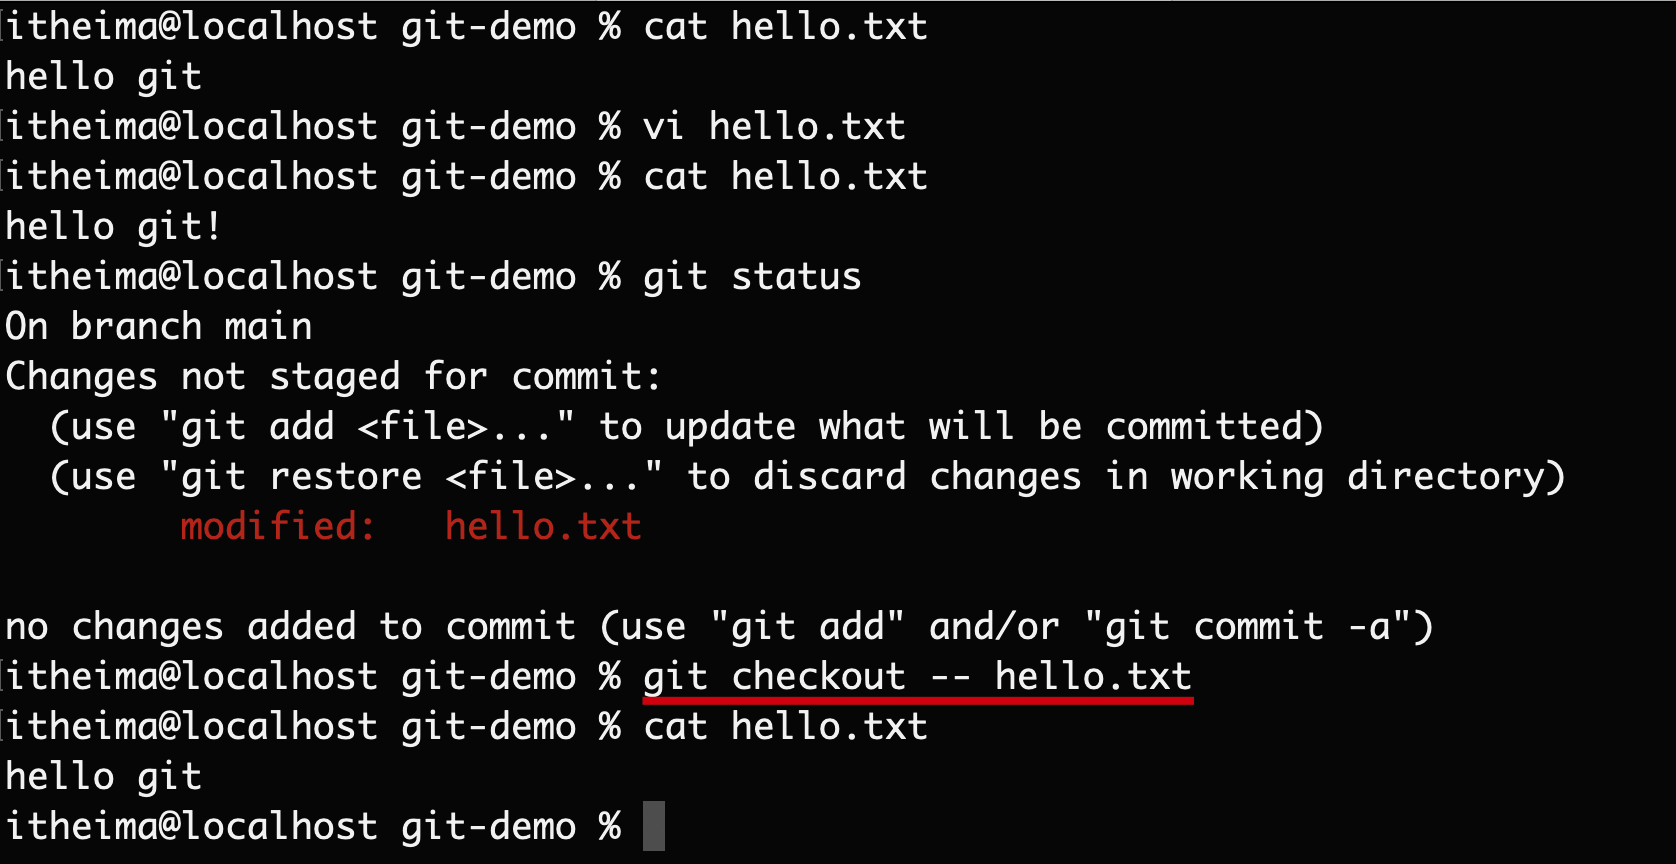 itheima@localhost git-demo % cat hello.txt
hello git
itheima@localhost git-demo % vi hello.txt
itheima@localhost git-demo % cat hello.txt
hello git!
itheima@localhost git-demo % git status
On branch main
Changes not staged for commit:
  (use "git add <file>..." to update what will be committed)
  (use "git restore <file>..." to discard changes in working directory)
        modified:   hello.txt

no changes added to commit (use "git add" and/or "git commit -a")
itheima@localhost git-demo % git checkout -- hello.txt
itheima@localhost git-demo % cat hello.txt
hello git
itheima@localhost git-demo %